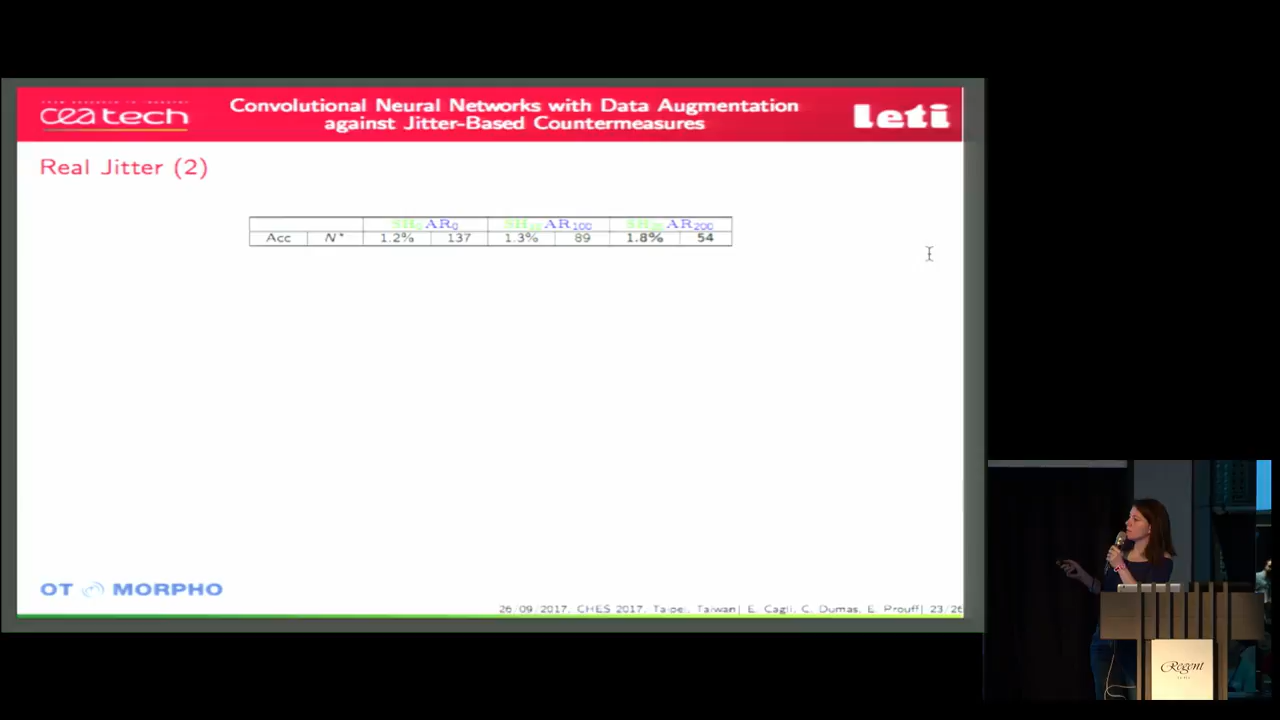 cea tech
Convolutional Neural Networks with Data Augmentation
against Jitter-Based Countermeasures
leti
Real Jitter (2)
AR0 AR100 AR200
Acc N* 1.2% 137 1.3% 89 1.8% 54
OT MORPHO
26/09/2017, CHES 2017, Taipei, Taiwan| E. Cagli, C. Dumas, E. Prouff| 23/26
Regent